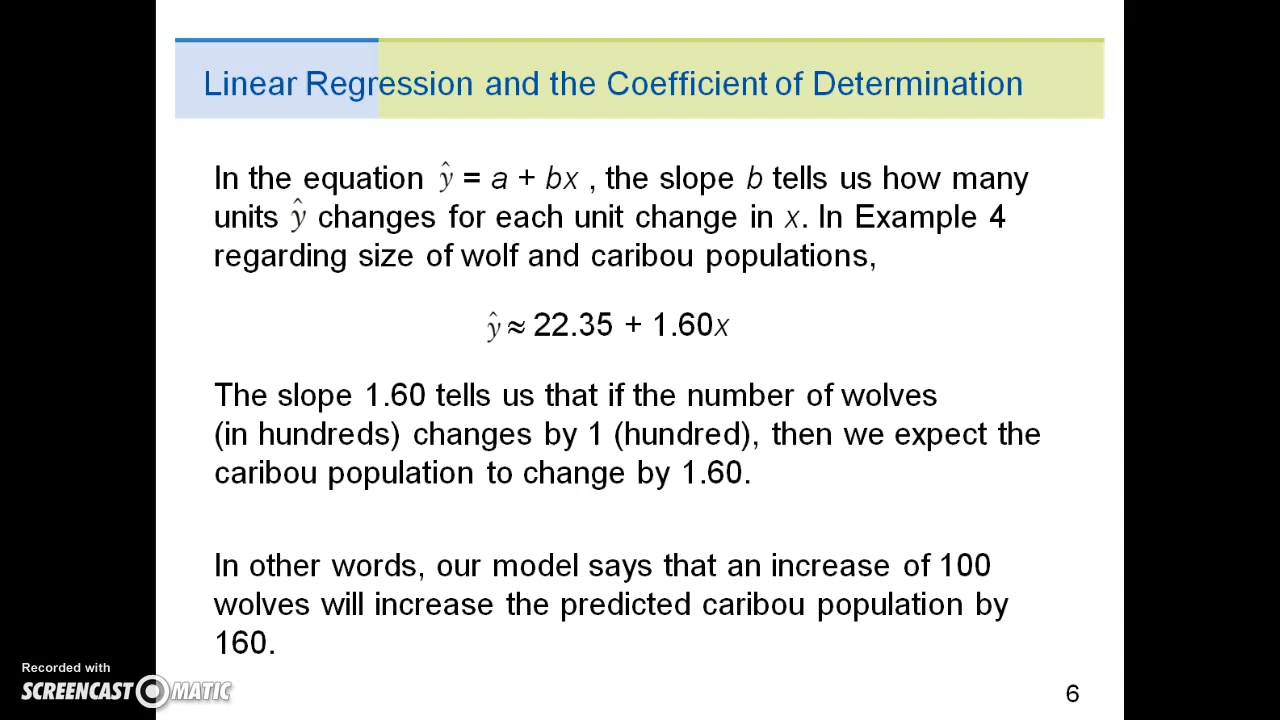 Linear Regression and the Coefficient of Determination
In the equation ŷ = a + bx , the slope b tells us how many
units ŷ changes for each unit change in x. In Example 4
regarding size of wolf and caribou populations,
ŷ ≈ 22.35 + 1.60x
The slope 1.60 tells us that if the number of wolves
(in hundreds) changes by 1 (hundred), then we expect the
caribou population to change by 1.60.
In other words, our model says that an increase of 100
wolves will increase the predicted caribou population by
160.
Recorded with
SCREENCAST MATIC
6